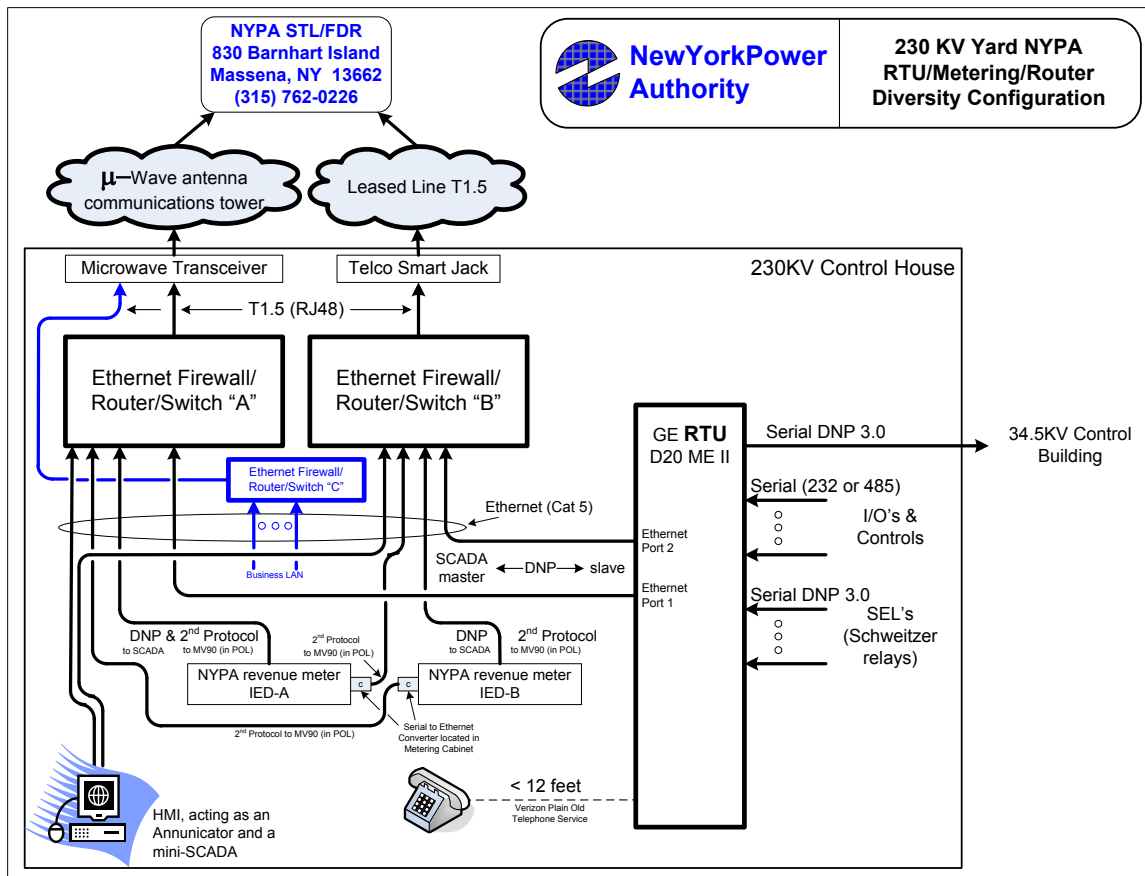 NYPA STL/FDR
830 Barnhart Island
Massena, NY  13662
(315) 762-0226
NewYorkPower
Authority
230 KV Yard NYPA
RTU/Metering/Router
Diversity Configuration
μ–Wave antenna
communications tower
Leased Line T1.5
Microwave Transceiver
Telco Smart Jack
230KV Control House
T1.5 (RJ48)
Ethernet Firewall/
Router/Switch “A”
Ethernet Firewall/
Router/Switch “B”
GE RTU
D20 ME II
Serial DNP 3.0
34.5KV Control
Building
Ethernet Firewall/
Router/Switch “C”
Serial (232 or 485)
I/O's &
Controls
Ethernet (Cat 5)
Ethernet
Port 2
Business LAN
SCADA
master
DNP
slave
Ethernet
Port 1
Serial DNP 3.0
SEL's
(Schweitzer
relays)
DNP & 2nd Protocol
to SCADA
to MV90 (in POL)
2nd Protocol
to MV90 (in POL)
DNP
to SCADA
2nd Protocol
to MV90 (in POL)
NYPA revenue meter
IED-A
C
C
NYPA revenue meter
IED-B
2nd Protocol to MV90 (in POL)
Serial to Ethernet
Converter located in
Metering Cabinet
< 12 feet
Verizon Plain Old
Telephone Service
HMI, acting as an
Annunicator and a
mini-SCADA